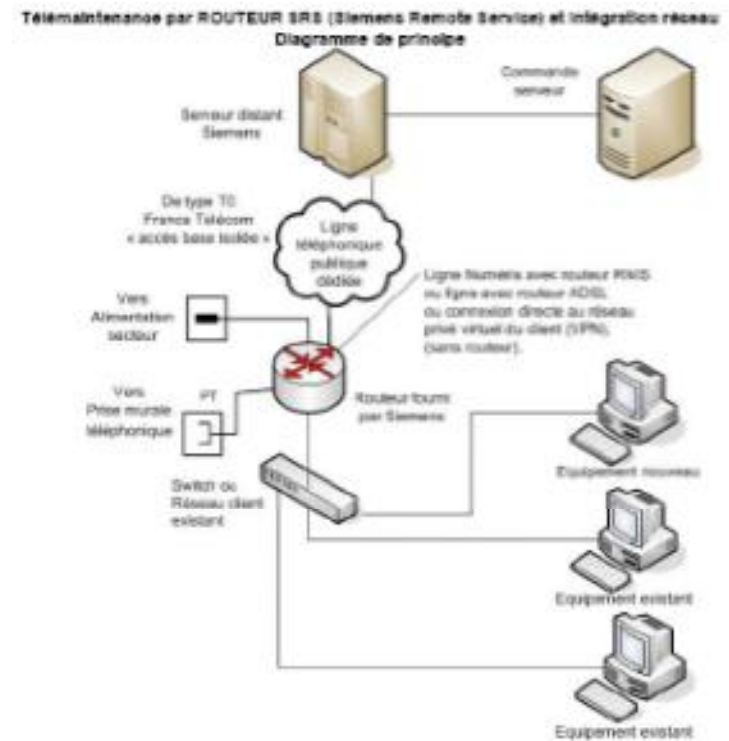 Télémaintenance par ROUTEUR SRS (Siemens Remote Service) et intégration réseau
Diagramme de principe
Commande
serveur
Serveur distant
Siemens
De type T0
France Télécom
« accès base isolée »
Ligne
téléphonique
publique
dédiée
Ligne Numéris avec routeur RNIS
ou ligne avec routeur ADSL
ou connexion directe au réseau
privé virtuel du client (VPN),
(sans routeur).
Vers
Alimentation
secteur
Vers
Prise murale
téléphonique
PT
Routeur fourni
par Siemens
Equipement nouveau
Switch ou
Réseau client
existant
Equipement existant
Equipement existant